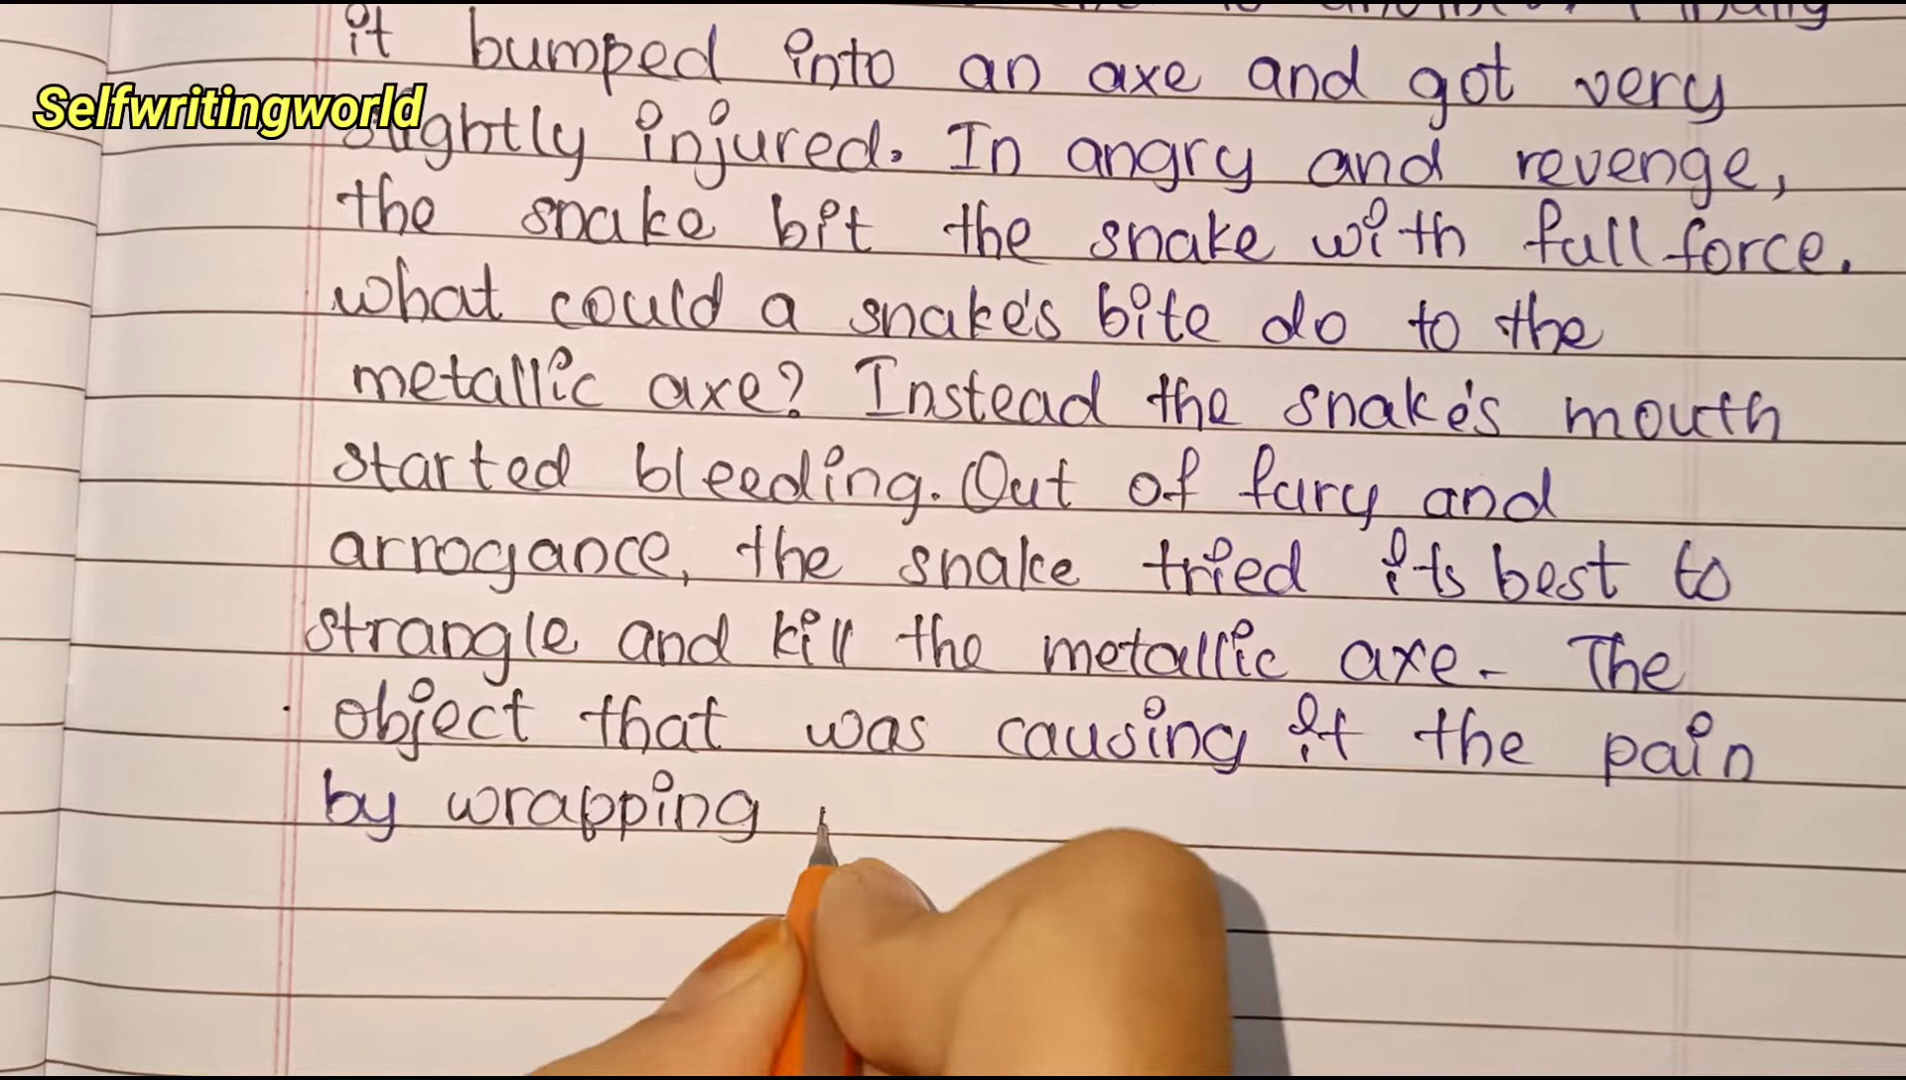 it bumped into an axe and got very
Selfwritingworld
slightly injured. In angry and revenge,
the snake bit the snake with full force.
what could a snake's bite do to the
metallic axe? Instead the snake's mouth
started bleeding. Out of fury and
arrogance, the snake tried its best to
strangle and kill the metallic axe - The
object that was causing it the pain
by wrapping